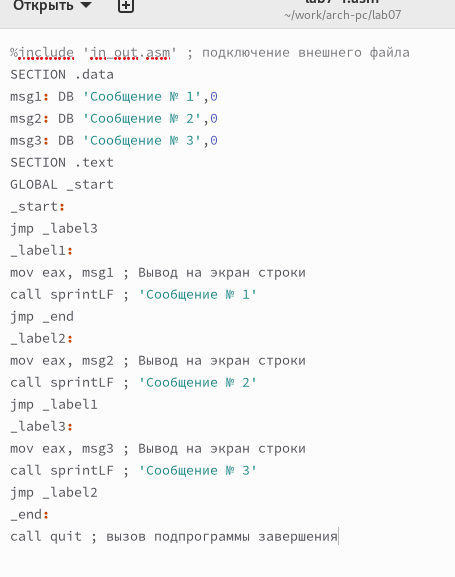 Открыть
~/work/arch-pc/lab07
%include 'in_out.asm' ; подключение внешнего файла
SECTION .data
msg1: DB 'Сообщение № 1',0
msg2: DB 'Сообщение № 2',0
msg3: DB 'Сообщение № 3',0
SECTION .text
GLOBAL _start
_start:
jmp _label3
_label1:
mov eax, msg1 ; Вывод на экран строки
call sprintLF ; 'Сообщение № 1'
jmp _end
_label2:
mov eax, msg2 ; Вывод на экран строки
call sprintLF ; 'Сообщение № 2'
jmp _label1
_label3:
mov eax, msg3 ; Вывод на экран строки
call sprintLF ; 'Сообщение № 3'
jmp _label2
_end:
call quit ; вызов подпрограммы завершения